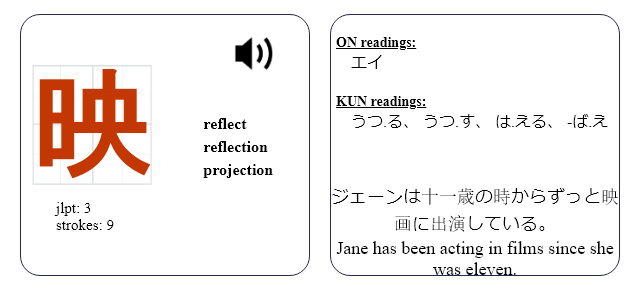 映
reflect
reflection
projection
jlpt: 3
strokes: 9
ON readings:
エイ
KUN readings:
うつ.る、 うつ.す、 は.える、 -ば.え
ジェーンは十一歳の時からずっと映
画に出演している。
Jane has been acting in films since she
was eleven.